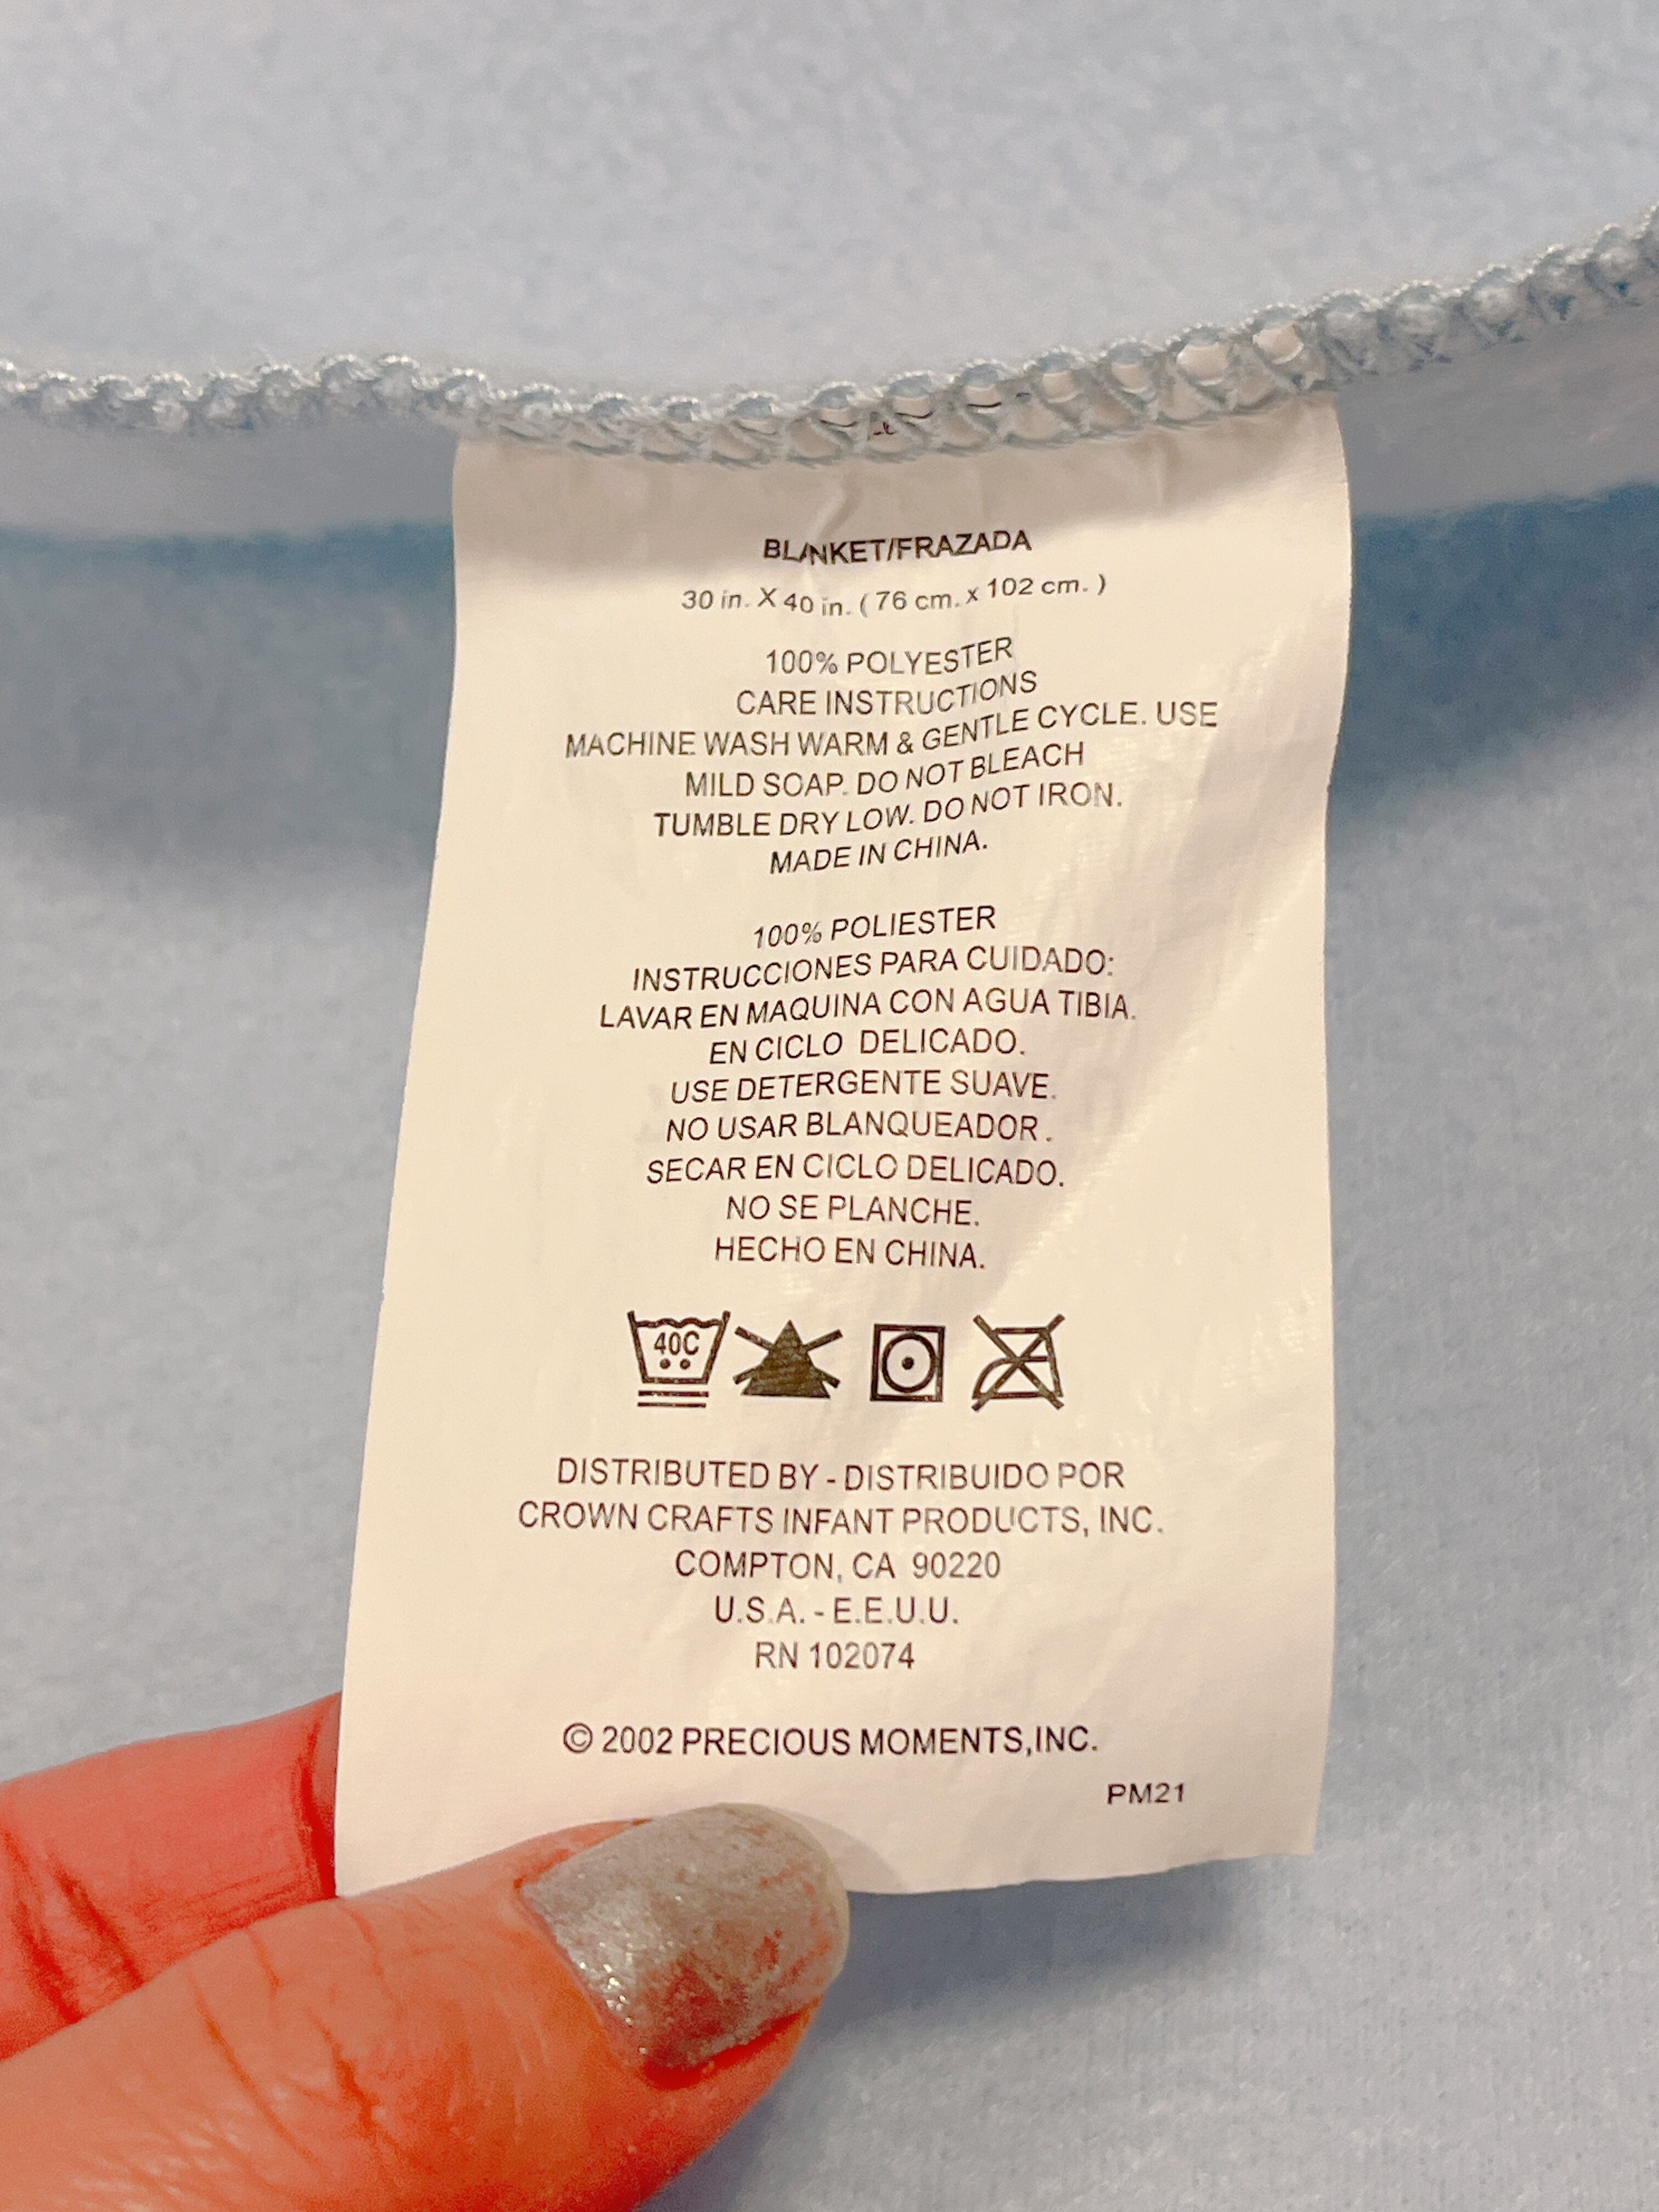 BLANKET/FRAZADA
30 in. X 40 in. ( 76 cm. x 102 cm. )
100% POLYESTER
CARE INSTRUCTIONS
MACHINE WASH WARM & GENTLE CYCLE. USE
MILD SOAP. DO NOT BLEACH
TUMBLE DRY LOW. DO NOT IRON.
MADE IN CHINA.
100% POLIESTER
INSTRUCCIONES PARA CUIDADO:
LAVAR EN MAQUINA CON AGUA TIBIA.
EN CICLO DELICADO.
USE DETERGENTE SUAVE.
NO USAR BLANQUEADOR.
SECAR EN CICLO DELICADO.
NO SE PLANCHE.
HECHO EN CHINA.
40C
DISTRIBUTED BY - DISTRIBUIDO POR
CROWN CRAFTS INFANT PRODUCTS, INC.
COMPTON, CA 90220
U.S.A. - E.E.U.U.
RN 102074
© 2002 PRECIOUS MOMENTS,INC.
PM21